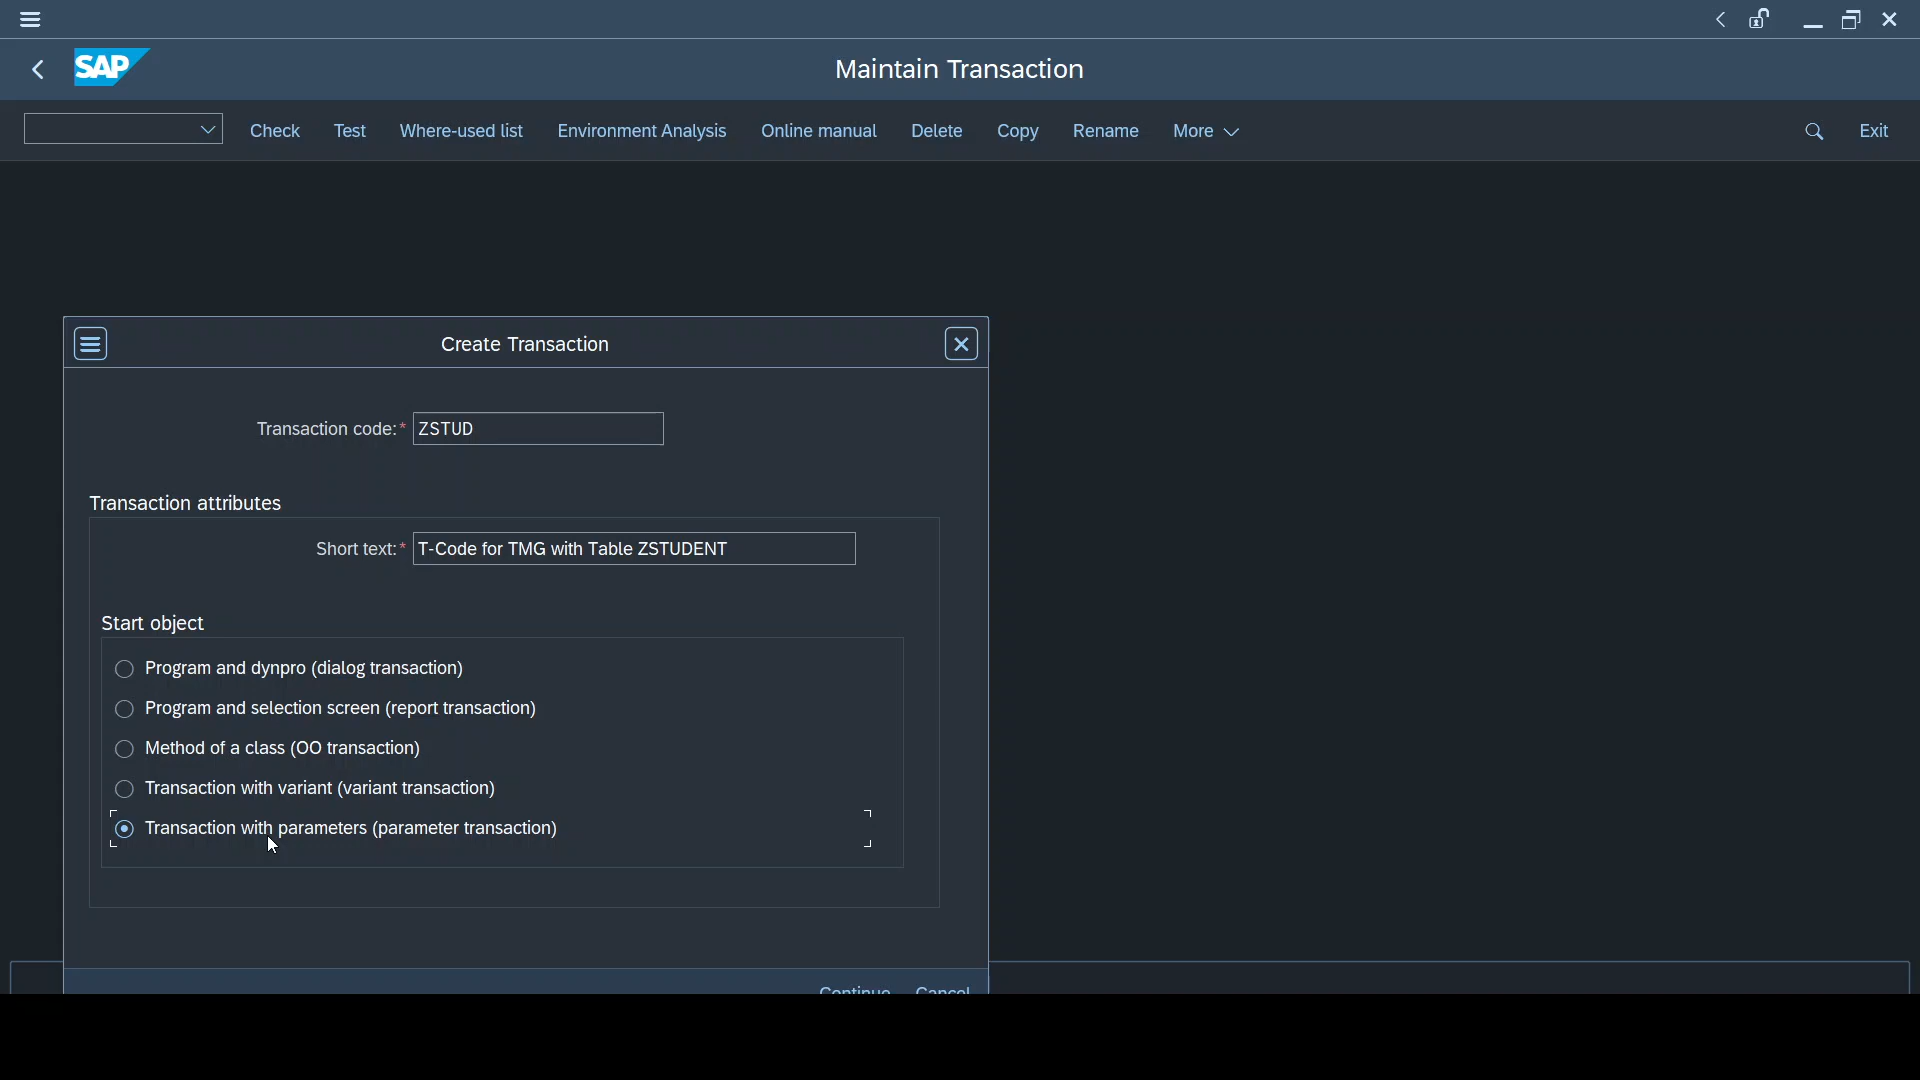 SAP
Maintain Transaction
Check Test Where-used list Environment Analysis Online manual Delete Copy Rename More Exit
Create Transaction
Transaction code:* ZSTUD
Transaction attributes
Short text:* T-Code for TMG with Table ZSTUDENT
Start object
Program and dynpro (dialog transaction)
Program and selection screen (report transaction)
Method of a class (OO transaction)
Transaction with variant (variant transaction)
Transaction with parameters (parameter transaction)
Continue Cancel